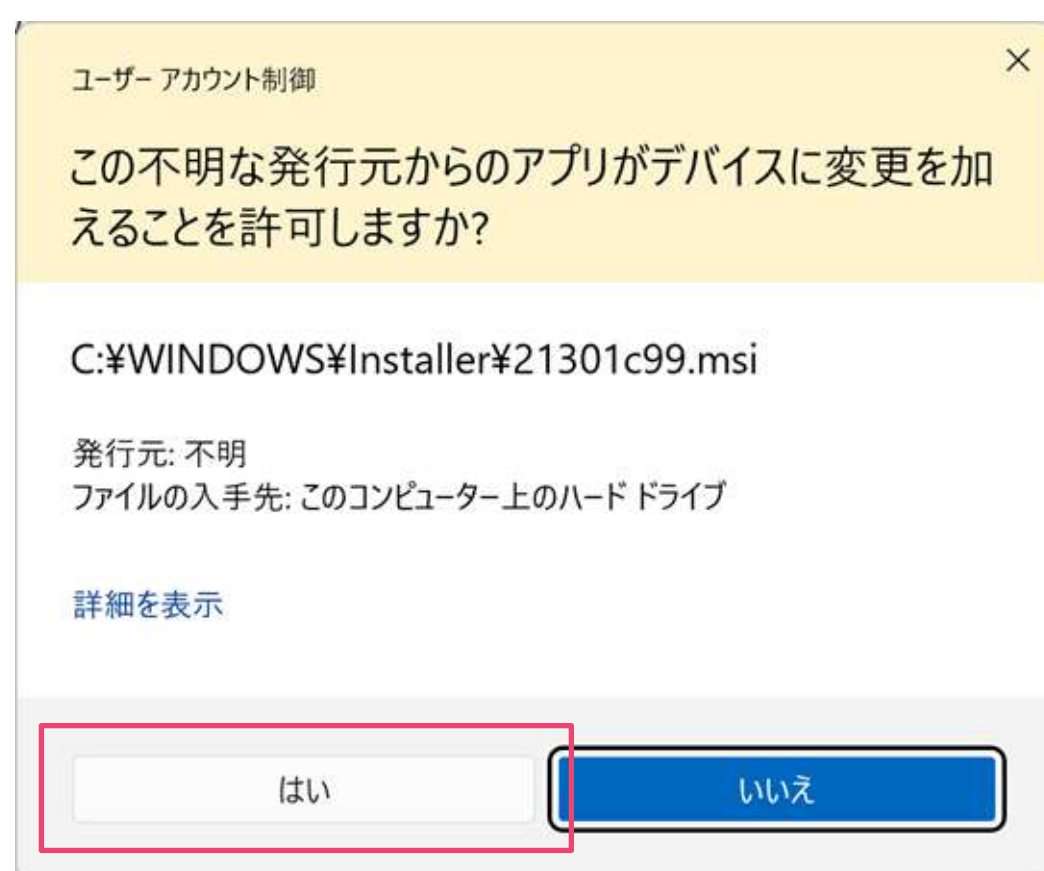 ユーザー アカウント制御
この不明な発行元からのアプリがデバイスに変更を加
えることを許可しますか?
C:¥WINDOWS¥Installer¥21301c99.msi
発行元: 不明
ファイルの入手先: このコンピューター上のハード ドライブ
詳細を表示
はい
いいえ